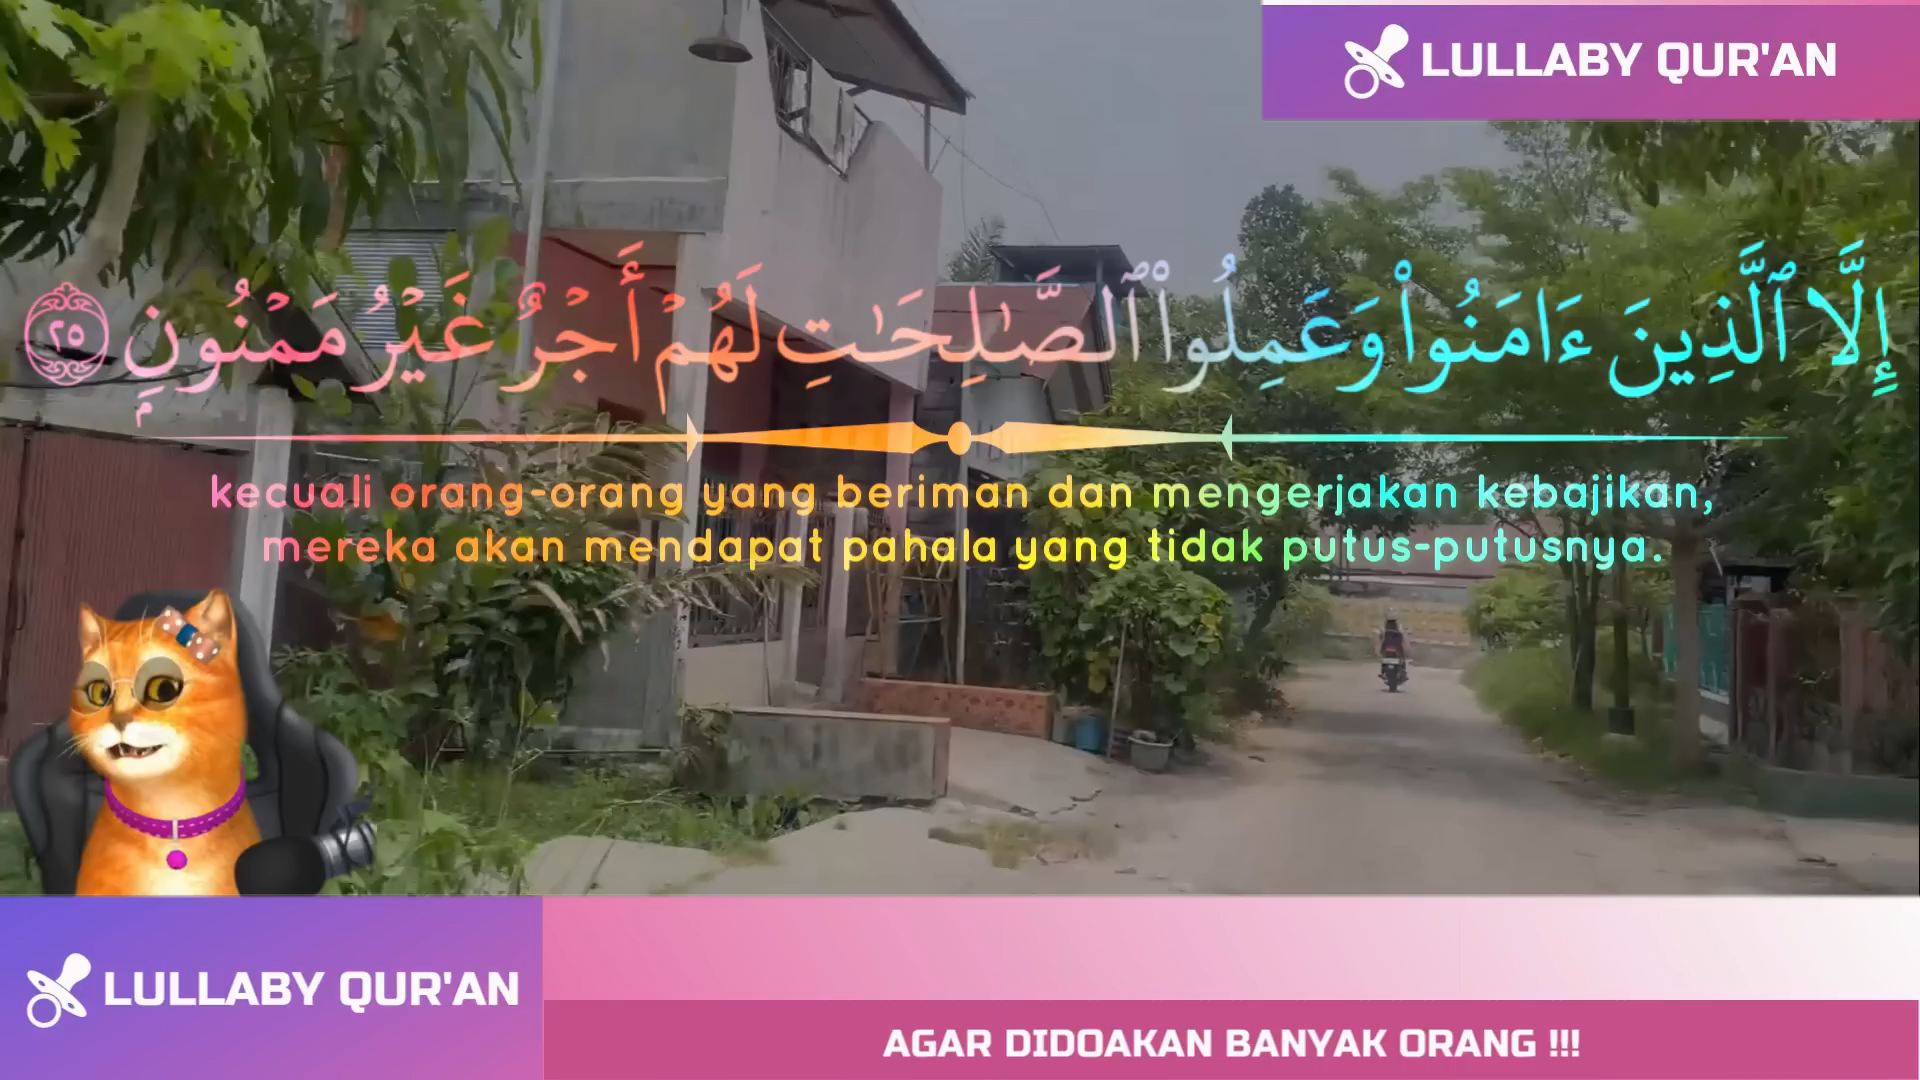 LULLABY QUR'AN
إِلَّا ٱلَّذِينَ ءَامَنُوا۟ وَعَمِلُوا۟ ٱلصَّـٰلِحَـٰتِ لَهُمْ أَجْرٌ غَيْرُ مَمْنُونٍۭ ٢٥
kecuali orang-orang yang beriman dan mengerjakan kebajikan,
mereka akan mendapat pahala yang tidak putus-putusnya.
LULLABY QUR'AN
AGAR DIDOAKAN BANYAK ORANG !!!